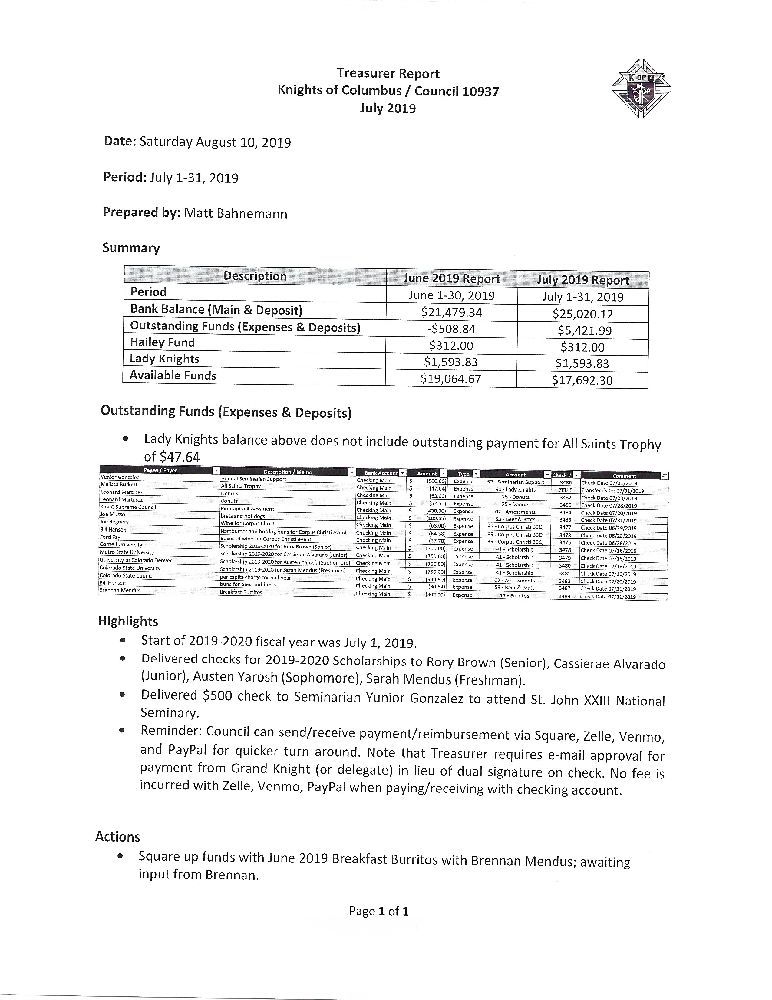 Treasurer Report
Knights of Columbus / Council 10937
July 2019
K OF C
Date: Saturday August 10, 2019
Period: July 1-31, 2019
Prepared by: Matt Bahnemann
Summary
Description June 2019 Report July 2019 Report
Period June 1-30, 2019 July 1-31, 2019
Bank Balance (Main & Deposit) $21,479.34 $25,020.12
Outstanding Funds (Expenses & Deposits) -$508.84 -$5,421.99
Hailey Fund $312.00 $312.00
Lady Knights $1,593.83 $1,593.83
Available Funds $19,064.67 $17,692.30
Outstanding Funds (Expenses & Deposits)
• Lady Knights balance above does not include outstanding payment for All Saints Trophy
of $47.64
Payee / Payer Description / Memo Bank Account Amount Type Account Check # Comment
Yunior Gonzalez Annual Seminarian Support Checking Main $ (500.00) Expense 52 - Seminarian Support 3486 Check Date 07/31/2019
Melissa Burkett All Saints Trophy Checking Main $ (47.64) Expense 90 - Lady Knights ZELLE Transfer Date: 07/31/2019
Leonard Martinez Donuts Checking Main $ (63.00) Expense 25 - Donuts 3482 Check Date 07/20/2019
Leonard Martinez donuts Checking Main $ (52.50) Expense 25 - Donuts 3485 Check Date 07/28/2019
K of C Supreme Council Per Capita Assessment Checking Main $ (430.00) Expense 02 - Assessments 3484 Check Date 07/20/2019
Joe Musso brats and hot dogs Checking Main $ (180.65) Expense 53 - Beer & Brats 3488 Check Date 07/31/2019
Joe Regnery Wine for Corpus Christi Checking Main $ (68.00) Expense 35 - Corpus Christi BBQ 3477 Check Date 06/29/2019
Bill Hensen Hamburger and hotdog buns for Corpus Christi event Checking Main $ (64.38) Expense 35 - Corpus Christi BBQ 3473 Check Date 06/28/2019
Ford Fay Boxes of wine for Corpus Christi event Checking Main $ (37.78) Expense 35 - Corpus Christi BBQ 3475 Check Date 06/28/2019
Cornell University Scholarship 2019-2020 for Rory Brown (Senior) Checking Main $ (750.00) Expense 41 - Scholarship 3478 Check Date 07/16/2019
Metro State University Scholarship 2019-2020 for Cassierae Alvarado (Junior) Checking Main $ (750.00) Expense 41 - Scholarship 3479 Check Date 07/16/2019
University of Colorado Denver Scholarship 2019-2020 for Austen Yarosh (Sophomore) Checking Main $ (750.00) Expense 41 - Scholarship 3480 Check Date 07/16/2019
Colorado State University Scholarship 2019-2020 for Sarah Mendus (Freshman) Checking Main $ (750.00) Expense 41 - Scholarship 3481 Check Date 07/16/2019
Colorado State Council per capita charge for half year Checking Main $ (599.50) Expense 02 - Assessments 3483 Check Date 07/20/2019
Bill Hensen buns for beer and brats Checking Main $ (30.64) Expense 53 - Beer & Brats 3487 Check Date 07/31/2019
Brennan Mendus Breakfast Burritos Checking Main $ (302.90) Expense 11 - Burritos 3489 Check Date 07/31/2019
Highlights
• Start of 2019-2020 fiscal year was July 1, 2019.
• Delivered checks for 2019-2020 Scholarships to Rory Brown (Senior), Cassierae Alvarado
(Junior), Austen Yarosh (Sophomore), Sarah Mendus (Freshman).
• Delivered $500 check to Seminarian Yunior Gonzalez to attend St. John XXIII National
Seminary.
• Reminder: Council can send/receive payment/reimbursement via Square, Zelle, Venmo,
and PayPal for quicker turn around. Note that Treasurer requires e-mail approval for
payment from Grand Knight (or delegate) in lieu of dual signature on check. No fee is
incurred with Zelle, Venmo, PayPal when paying/receiving with checking account.
Actions
• Square up funds with June 2019 Breakfast Burritos with Brennan Mendus; awaiting
input from Brennan.
Page 1 of 1